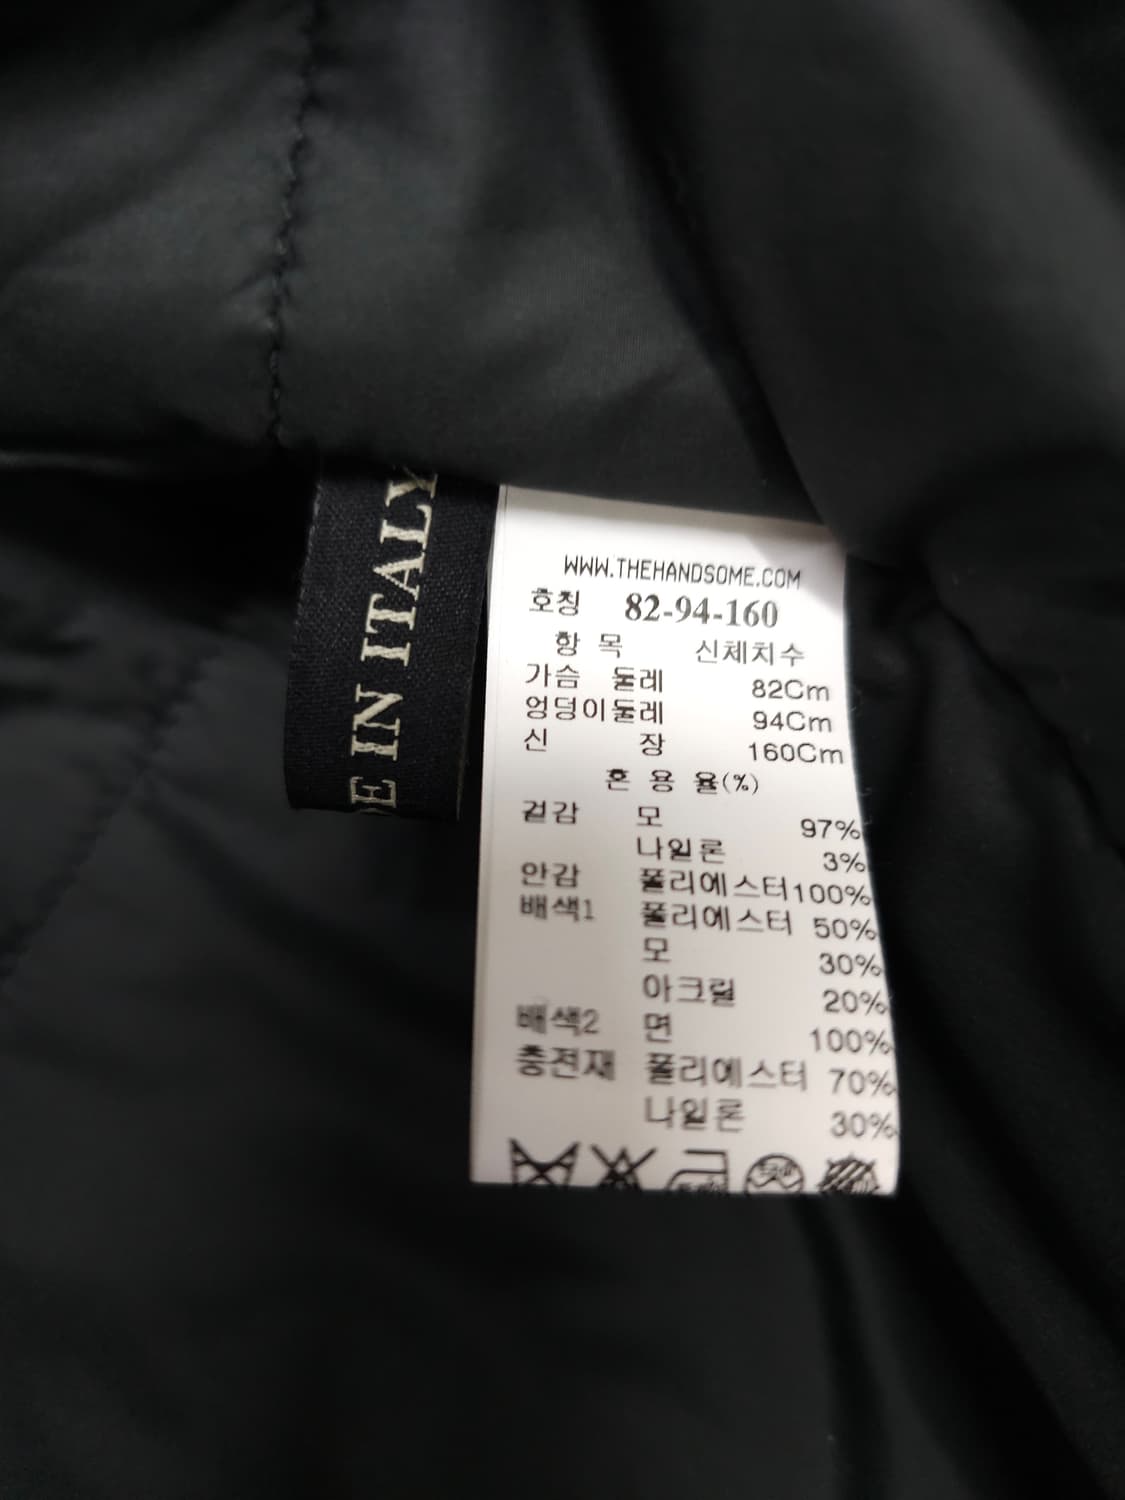 E IN ITALY
WWW.THEHANDSOME.COM
호칭 82-94-160
항 목 신체치수
가슴 둘레 82Cm
엉덩이둘레 94Cm
신 장 160Cm
혼 용 율(%)
겉감 모 97%
나일론 3%
안감 폴리에스터100%
배색1 폴리에스터 50%
모 30%
아크릴 20%
배색2 면 100%
충전재 폴리에스터 70%
나일론 30%